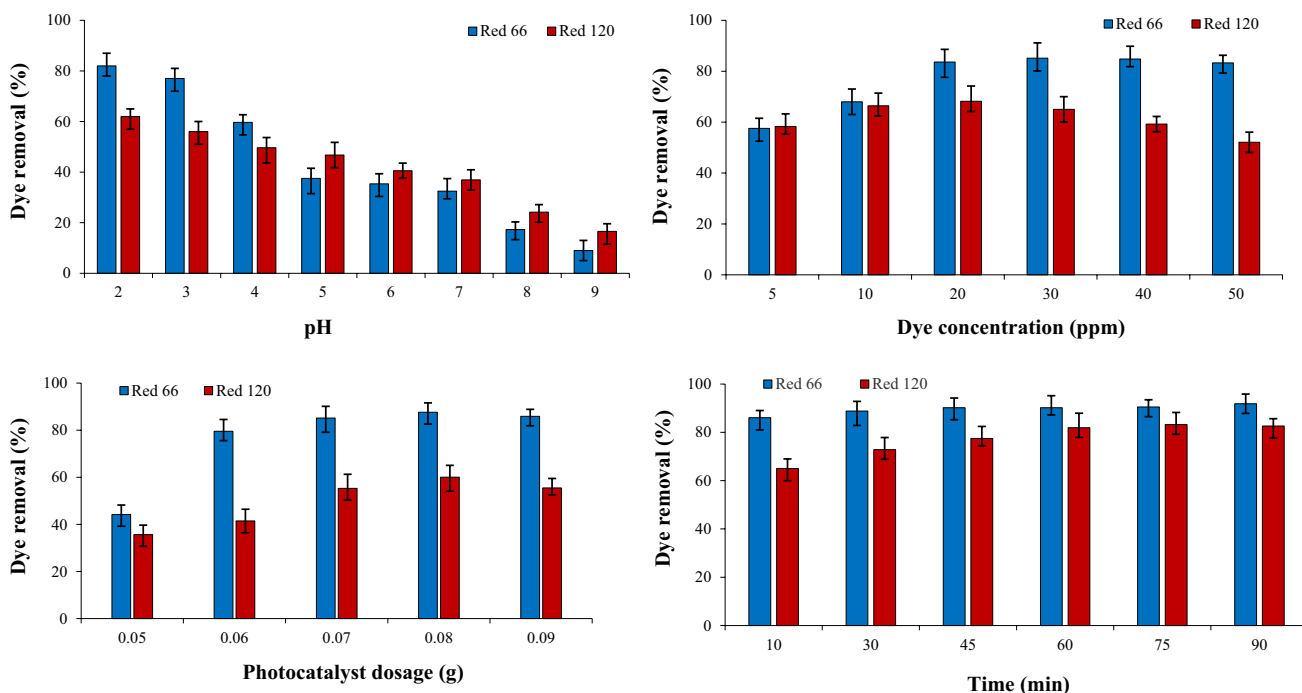 Red 66 Red 120
Dye removal (%)
100
80
60
40
20
0
2 3 4 5 6 7 8 9
pH
Red 66 Red 120
Dye removal (%)
100
80
60
40
20
0
5 10 20 30 40 50
Dye concentration (ppm)
Red 66 Red 120
Dye removal (%)
100
80
60
40
20
0
0.05 0.06 0.07 0.08 0.09
Photocatalyst dosage (g)
Red 66 Red 120
Dye removal (%)
100
80
60
40
20
0
10 30 45 60 75 90
Time (min)